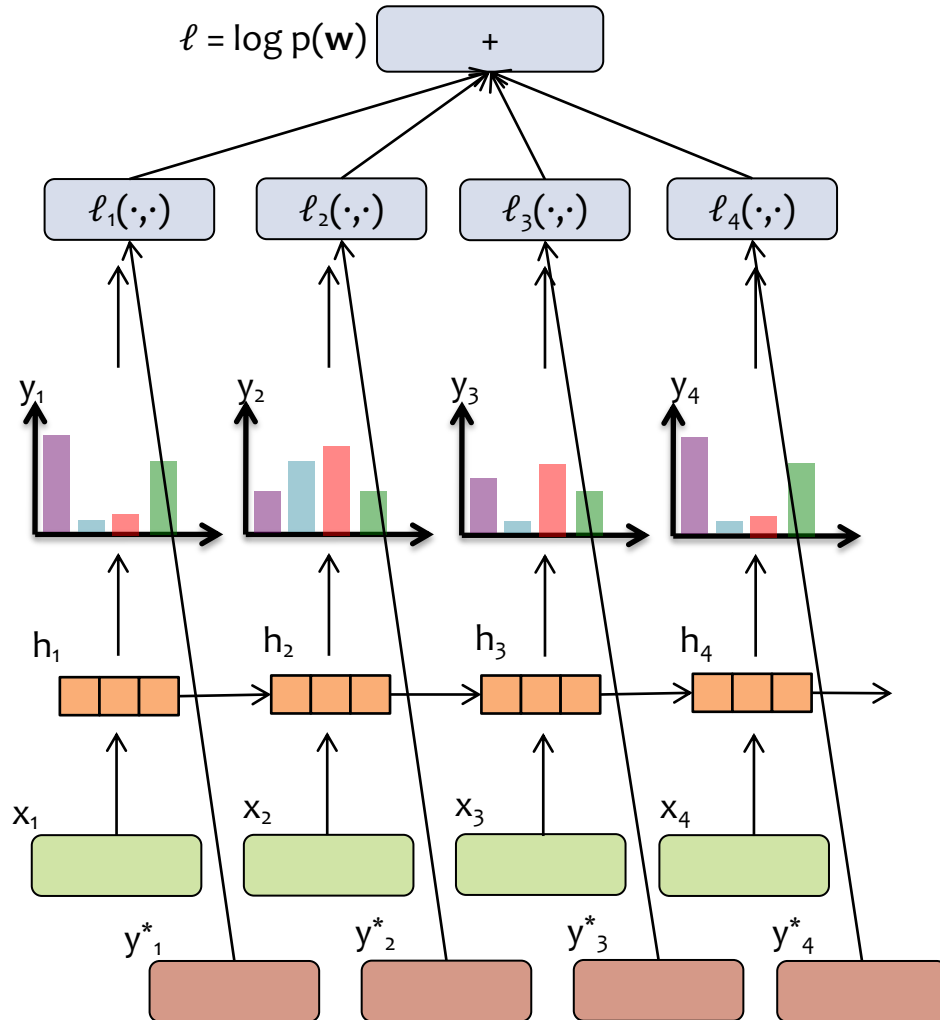 ℓ = log p(w) +
ℓ₁(·,·) ℓ₂(·,·) ℓ₃(·,·) ℓ₄(·,·)
y₁ y₂ y₃ y₄
h₁ h₂ h₃ h₄
x₁ x₂ x₃ x₄
y*₁ y*₂ y*₃ y*₄